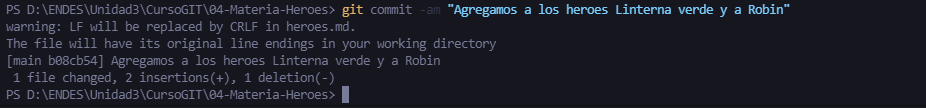 PS D:\ENDES\Unidad3\CursoGIT\04-Materia-Heroes> git commit -am "Agregamos a los heroes Linterna verde y a Robin"
warning: LF will be replaced by CRLF in heroes.md.
The file will have its original line endings in your working directory
[main b08cb54] Agregamos a los heroes Linterna verde y a Robin
 1 file changed, 2 insertions(+), 1 deletion(-)
PS D:\ENDES\Unidad3\CursoGIT\04-Materia-Heroes>